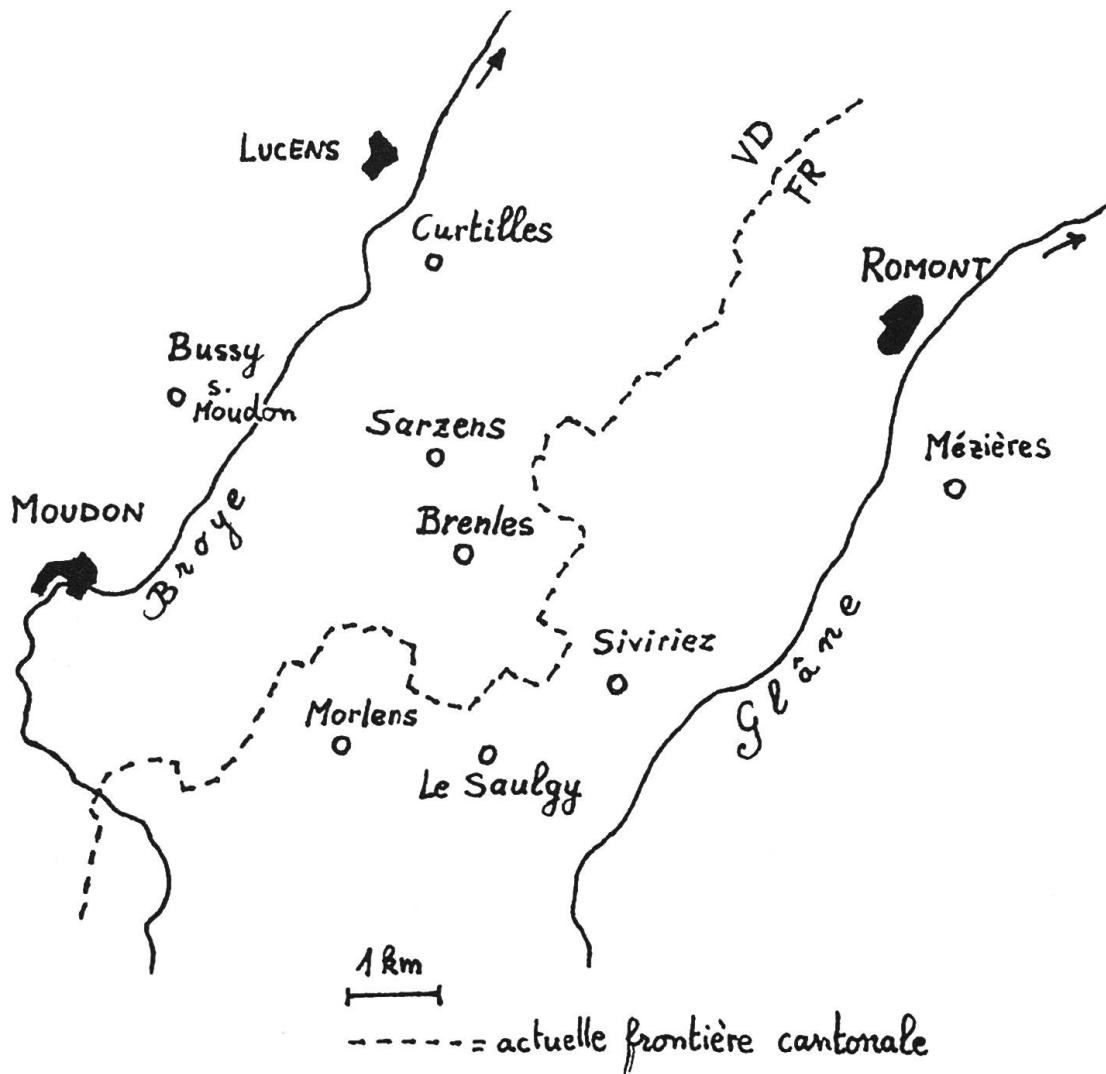 LUCENS
VD
FR
Curtilles
ROMONT
Bussy
s.
Moudon
Sarzens
Mézières
MOUDON
Brenles
Broye
Siviriez
Glâne
Morlens
Le Saulgy
1 km
= actuelle frontière cantonale